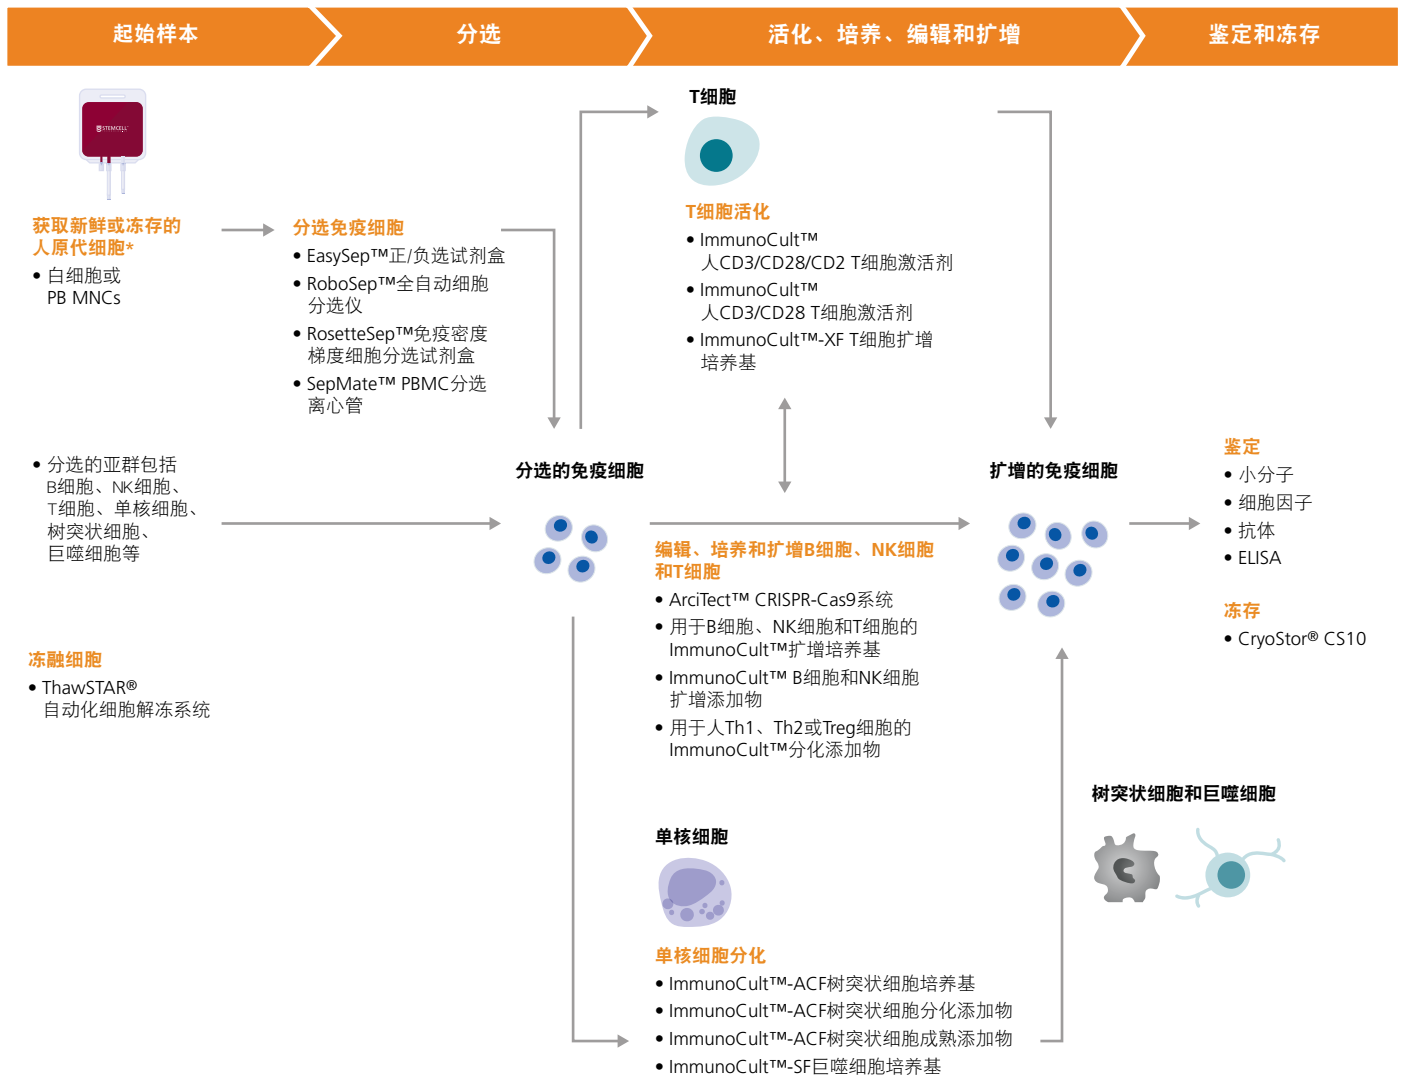 起始样本
分选
活化、培养、编辑和扩增
鉴定和冻存
STEMCELL
获取新鲜或冻存的
人原代细胞*
• 白细胞或
PB MNCs
• 分选的亚群包括
B细胞、NK细胞、
T细胞、单核细胞、
树突状细胞、
巨噬细胞等
冻融细胞
• ThawSTAR®
自动化细胞解冻系统
分选免疫细胞
• EasySep™正/负选试剂盒
• RoboSep™全自动细胞
分选仪
• RosetteSep™免疫密度
梯度细胞分选试剂盒
• SepMate™ PBMC分选
离心管
分选的免疫细胞
T细胞
T细胞活化
• ImmunoCult™
人CD3/CD28/CD2 T细胞激活剂
• ImmunoCult™
人CD3/CD28 T细胞激活剂
• ImmunoCult™-XF T细胞扩增
培养基
编辑、培养和扩增B细胞、NK细胞
和T细胞
• ArciTect™ CRISPR-Cas9系统
• 用于B细胞、NK细胞和T细胞的
ImmunoCult™扩增培养基
• ImmunoCult™ B细胞和NK细胞
扩增添加物
• 用于人Th1、Th2或Treg细胞的
ImmunoCult™分化添加物
单核细胞
单核细胞分化
• ImmunoCult™-ACF树突状细胞培养基
• ImmunoCult™-ACF树突状细胞分化添加物
• ImmunoCult™-ACF树突状细胞成熟添加物
• ImmunoCult™-SF巨噬细胞培养基
扩增的免疫细胞
树突状细胞和巨噬细胞
鉴定
• 小分子
• 细胞因子
• 抗体
• ELISA
冻存
• CryoStor® CS10